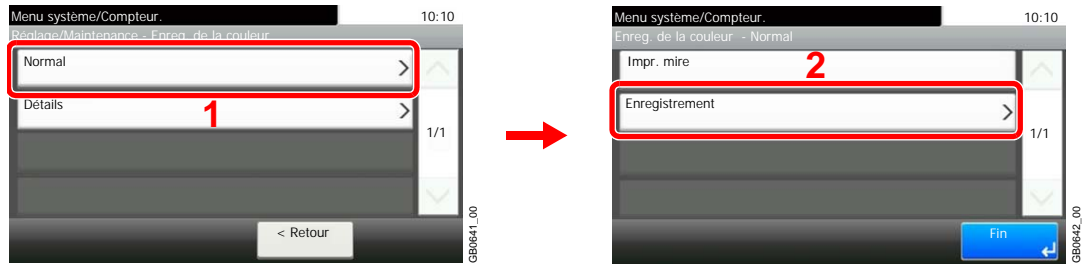 Menu système/Compteur.
10:10
Réglage/Maintenance - Enreg. de la couleur
Normal
1
Détails
1/1
< Retour
GB0641_00
Menu système/Compteur.
10:10
Enreg. de la couleur - Normal
Impr. mire
2
Enregistrement
1/1
Fin
GB0642_00